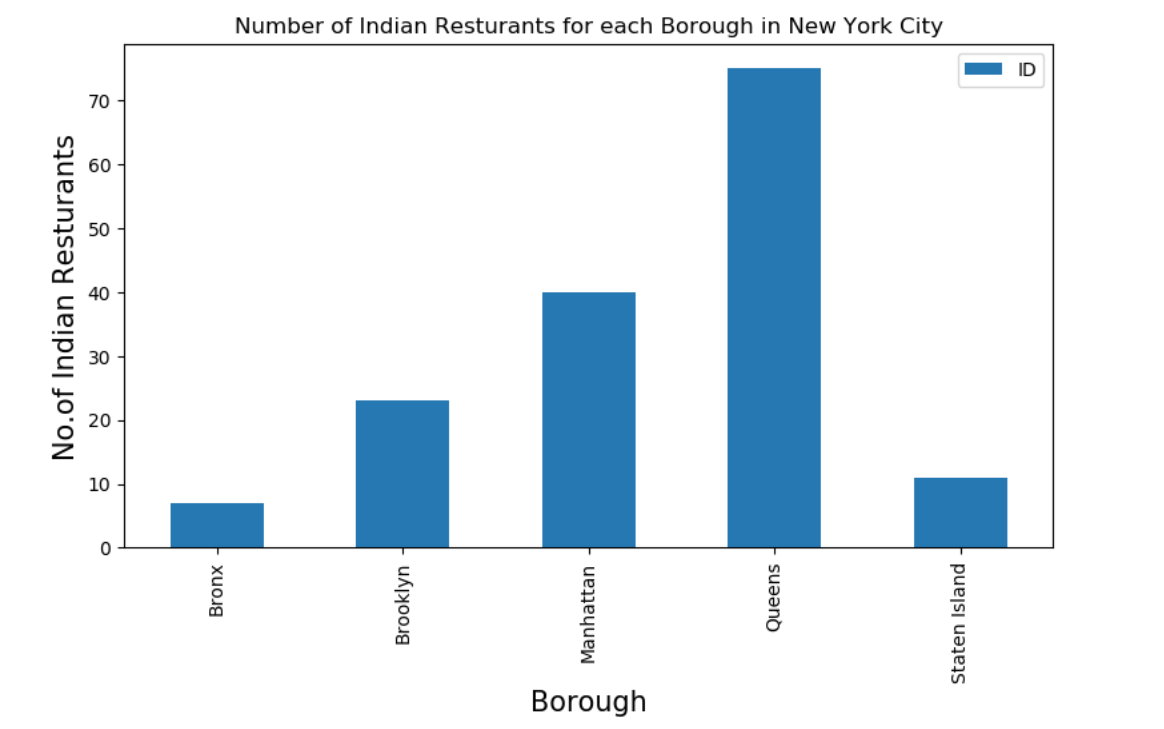 Number of Indian Resturants for each Borough in New York City
ID
No.of Indian Resturants
70
60
50
40
30
20
10
0
Bronx
Brooklyn
Manhattan
Queens
Staten Island
Borough